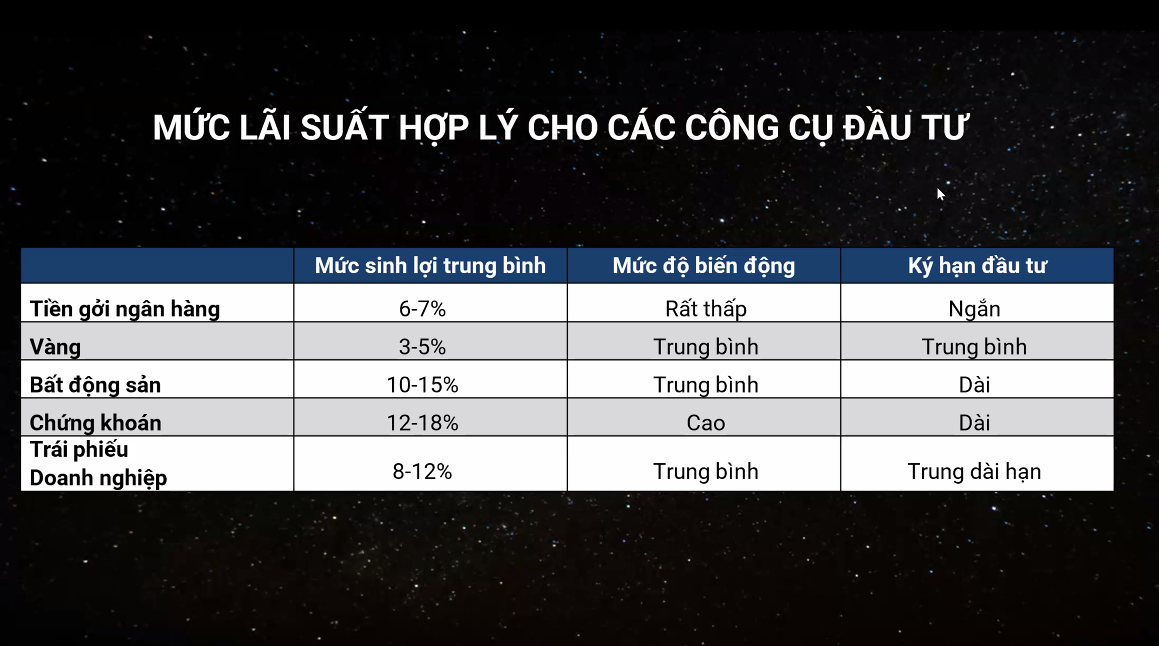 MỨC LÃI SUẤT HỢP LÝ CHO CÁC CÔNG CỤ ĐẦU TƯ
Mức sinh lợi trung bình Mức độ biến động Ký hạn đầu tư
Tiền gởi ngân hàng 6-7% Rất thấp Ngắn
Vàng 3-5% Trung bình Trung bình
Bất động sản 10-15% Trung bình Dài
Chứng khoán 12-18% Cao Dài
Trái phiếu
Doanh nghiệp 8-12% Trung bình Trung dài hạn